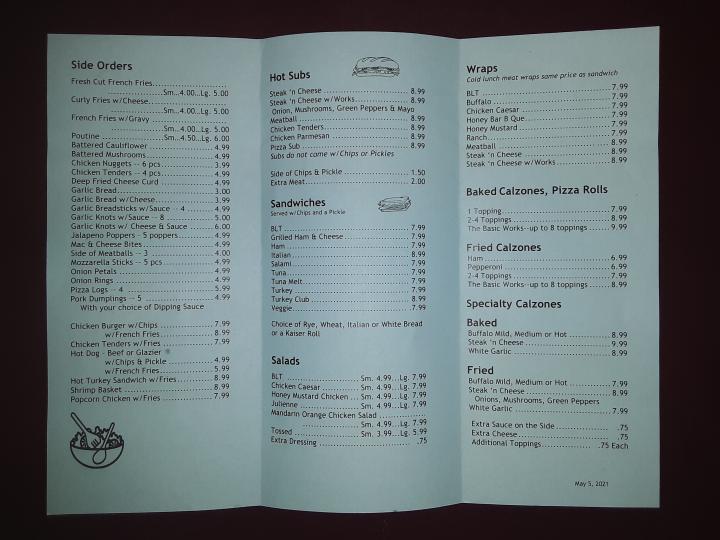 Side Orders
Fresh Cut French Fries............................
............................Sm...4.00...Lg. 5.00
Curly Fries w/Cheese............................
............................Sm...4.00...Lg. 5.00
French Fries w/Gravy ............................
............................Sm...4.00...Lg. 5.00
Poutine ............................Sm...4.50...Lg. 6.00
Battered Cauliflower ............................ 4.99
Battered Mushrooms............................ 4.99
Chicken Nuggets -- 6 pcs............................ 3.99
Chicken Tenders -- 4 pcs............................ 4.99
Deep Fried Cheese Curd ............................ 4.99
Garlic Bread............................ 3.00
Garlic Bread w/Cheese............................ 3.99
Garlic Breadsticks w/Sauce -- 4 ............ 4.99
Garlic Knots w/Sauce -- 8 ............ 5.00
Garlic Knots w/ Cheese & Sauce ............ 6.00
Jalapeno Poppers -- 5 poppers............ 4.99
Mac & Cheese Bites............................ 4.99
Side of Meatballs -- 3 ............................ 4.00
Mozzarella Sticks -- 5 pcs............................ 4.99
Onion Petals ............................ 4.99
Onion Rings ............................ 4.99
Pizza Logs -- 4 ............................ 5.99
Pork Dumplings -- 5 ............................ 4.99
With your choice of Dipping Sauce
Chicken Burger w/Chips ............................ 7.99
w/French Fries............................ 8.99
Chicken Tenders w/Fries ............................ 7.99
Hot Dog - Beef or Glazier ®
w/Chips & Pickle ............................ 4.99
w/French Fries............................ 5.99
Hot Turkey Sandwich w/Fries............ 8.99
Shrimp Basket ............................ 8.99
Popcorn Chicken w/Fries ............................ 7.99
Hot Subs
Steak 'n Cheese ............................ 8.99
Steak 'n Cheese w/Works............................ 8.99
Onion, Mushrooms, Green Peppers & Mayo
Meatball ............................ 8.99
Chicken Tenders............................ 8.99
Chicken Parmesan ............................ 8.99
Pizza Sub ............................ 8.99
Subs do not come w/Chips or Pickles
Side of Chips & Pickle ............................ 1.50
Extra Meat............................ 2.00
Sandwiches
Served w/Chips and a Pickle
BLT ............................ 7.99
Grilled Ham & Cheese ............................ 7.99
Ham ............................ 7.99
Italian ............................ 8.99
Salami ............................ 7.99
Tuna............................ 7.99
Tuna Melt............................ 7.99
Turkey ............................ 7.99
Turkey Club ............................ 8.99
Veggie ............................ 7.99
Choice of Rye, Wheat, Italian or White Bread
or a Kaiser Roll
Salads
BLT ............................ Sm. 4.99...Lg. 7.99
Chicken Caesar ............ Sm. 4.99...Lg. 7.99
Honey Mustard Chicken ... Sm. 4.99...Lg. 7.99
Julienne ............................ Sm. 4.99...Lg. 7.99
Mandarin Orange Chicken Salad ............
............................ Sm. 4.99...Lg. 7.99
Tossed ............................ Sm. 3.99...Lg. 5.99
Extra Dressing ............................ .75
Wraps
Cold lunch meat wraps same price as sandwich
BLT ............................ 7.99
Buffalo ............................ 7.99
Chicken Caesar ............................ 7.99
Honey Bar B Que............................ 7.99
Honey Mustard ............................ 7.99
Ranch............................ 7.99
Meatball ............................ 8.99
Steak 'n Cheese ............................ 8.99
Steak 'n Cheese w/Works ............................ 8.99
Baked Calzones, Pizza Rolls
1 Topping............................ 7.99
2-4 Toppings............................ 8.99
The Basic Works--up to 8 toppings ............ 9.99
Fried Calzones
Ham ............................ 6.99
Pepperoni ............................ 6.99
2-4 Toppings ............................ 7.99
The Basic Works--up to 8 toppings............ 8.99
Specialty Calzones
Baked
Buffalo Mild, Medium or Hot ............ 8.99
Steak 'n Cheese ............................ 9.99
White Garlic ............................ 8.99
Fried
Buffalo Mild, Medium or Hot ............ 7.99
Steak 'n Cheese ............................ 8.99
Onions, Mushrooms, Green Peppers
White Garlic ............................ 7.99
Extra Sauce on the Side ............................ .75
Extra Cheese............................ .75
Additional Toppings............................ .75 Each
May 5, 2021